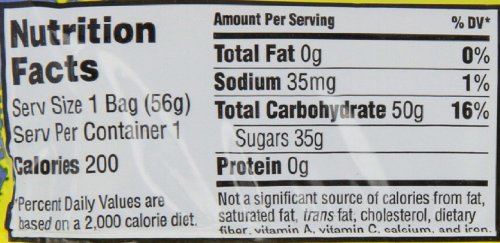 Nutrition
Facts
Serv Size 1 Bag (56g)
Serv Per Container 1
Calories 200
*Percent Daily Values are
based on a 2,000 calorie diet.
Amount Per Serving % DV*
Total Fat 0g 0%
Sodium 35mg 1%
Total Carbohydrate 50g 16%
Sugars 35g
Protein 0g
Not a significant source of calories from fat,
saturated fat, trans fat, cholesterol, dietary
fiber, vitamin A, vitamin C, calcium, and iron.